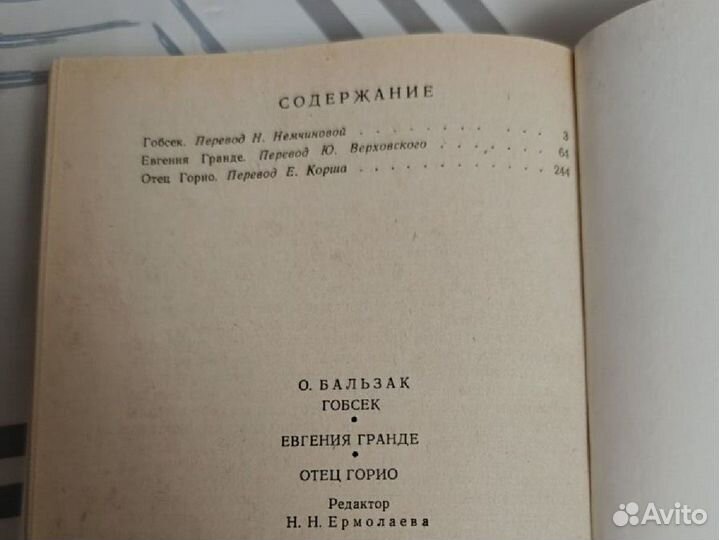 СОДЕРЖАНИЕ
Гобсек. Перевод Н. Немчиновой . . . . . . . . . 3
Евгения Гранде. Перевод Ю. Верховского . . . . . . 61
Отец Горио. Перевод Е. Корша . . . . . . . . . 244
О. БАЛЬЗАК
ГОБСЕК
•
ЕВГЕНИЯ ГРАНДЕ
•
ОТЕЦ ГОРИО
Редактор
Н. Н. Ермолаева
Avito